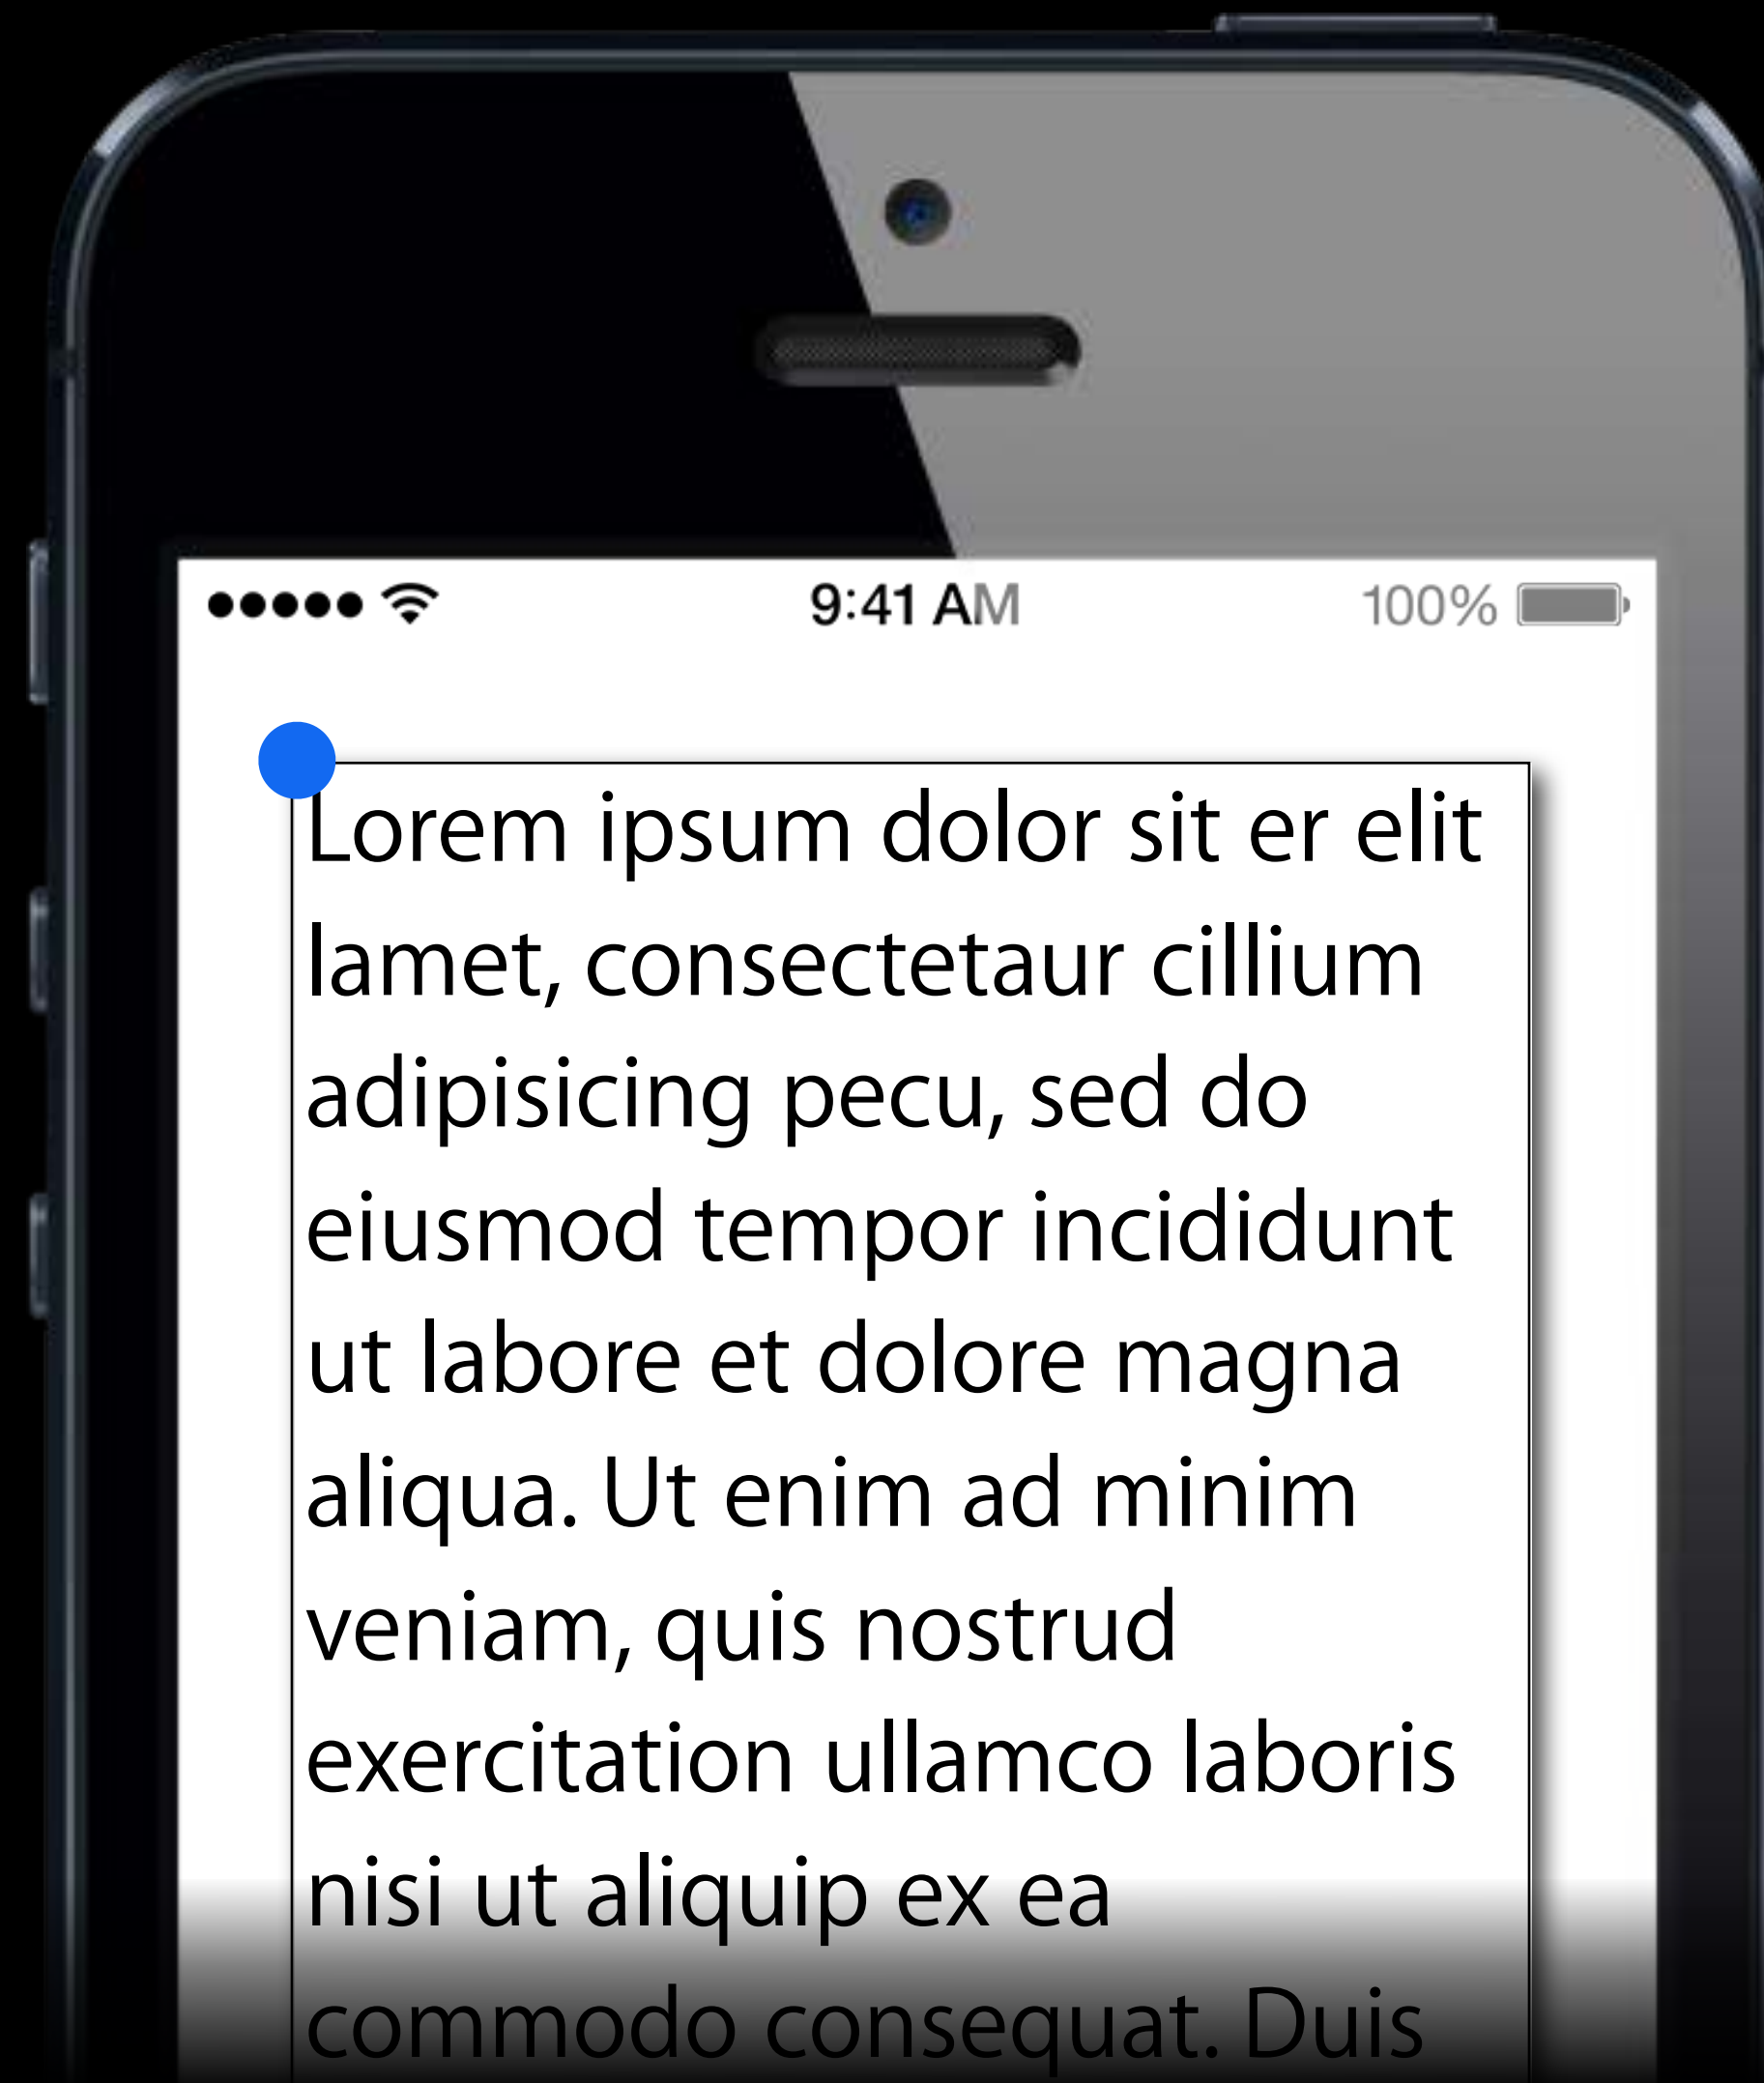 9:41 AM 100%
Lorem ipsum dolor sit er elit
lamet, consectetaur cillium
adipisicing pecu, sed do
eiusmod tempor incididunt
ut labore et dolore magna
aliqua. Ut enim ad minim
veniam, quis nostrud
exercitation ullamco laboris
nisi ut aliquip ex ea
commodo consequat. Duis